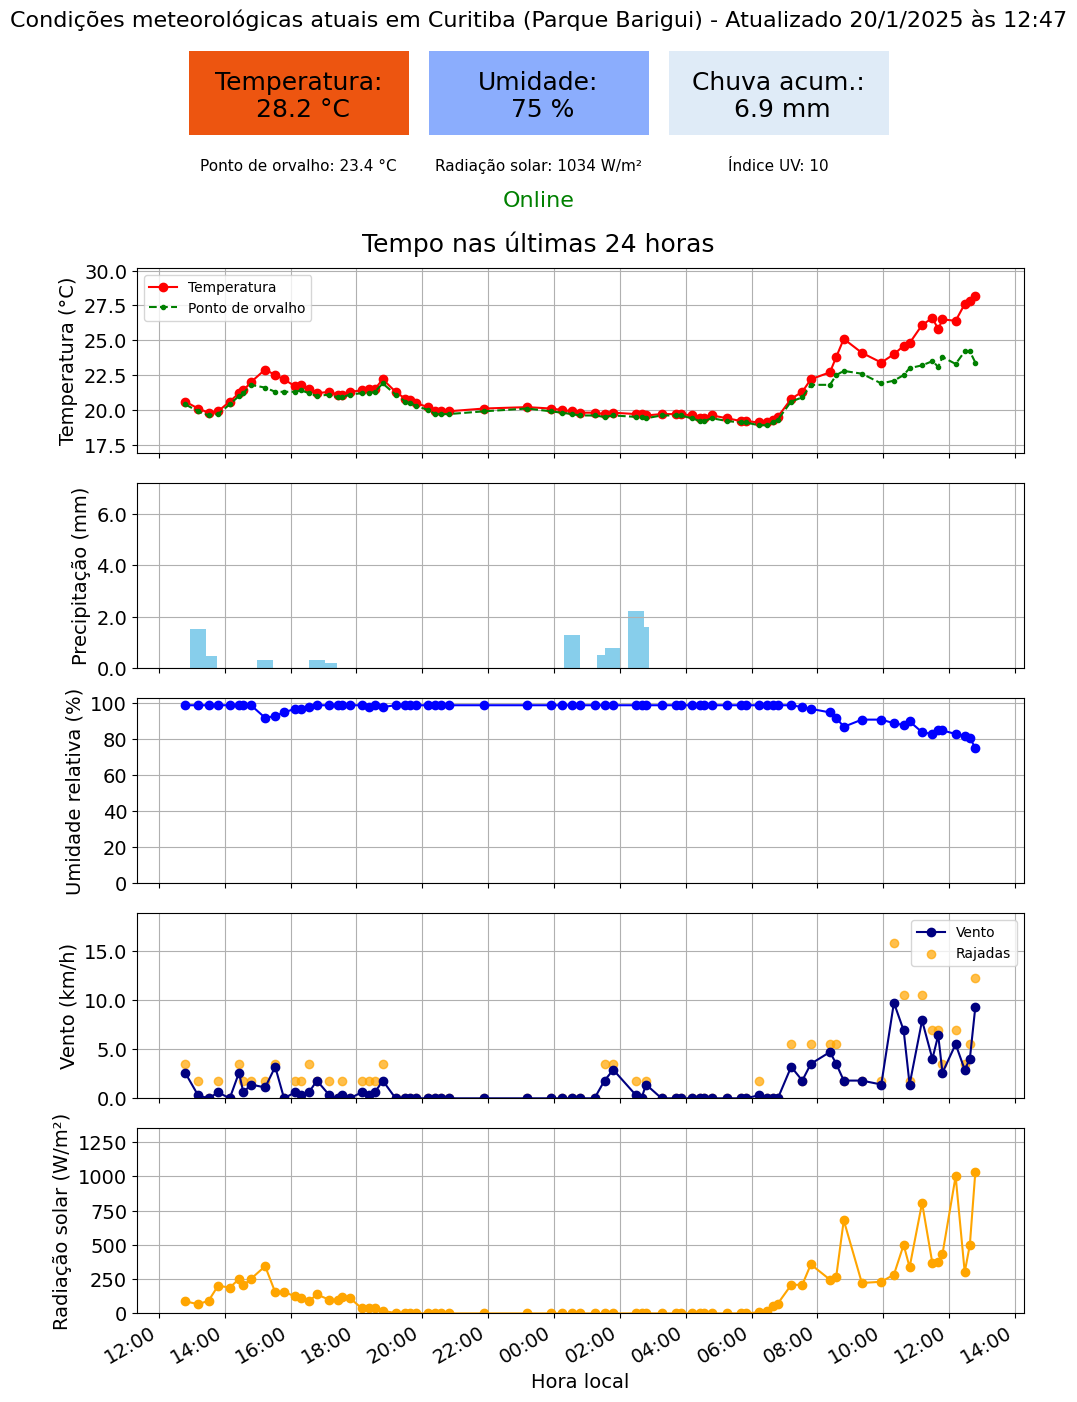 Condições meteorológicas atuais em Curitiba (Parque Barigui) - Atualizado 20/1/2025 às 12:47
Temperatura:
28.2 °C
Umidade:
75 %
Chuva acum.:
6.9 mm
Ponto de orvalho: 23.4 °C
Radiação solar: 1034 W/m²
Índice UV: 10
Online
Tempo nas últimas 24 horas
Temperatura (°C)
30.0
27.5
25.0
22.5
20.0
17.5
Temperatura
Ponto de orvalho
Precipitação (mm)
6.0
4.0
2.0
0.0
Umidade relativa (%)
100
80
60
40
20
0
Vento (km/h)
15.0
10.0
5.0
0.0
Vento
Rajadas
Radiação solar (W/m²)
1250
1000
750
500
250
0
12:00
14:00
16:00
18:00
20:00
22:00
00:00
02:00
04:00
06:00
08:00
10:00
12:00
14:00
Hora local